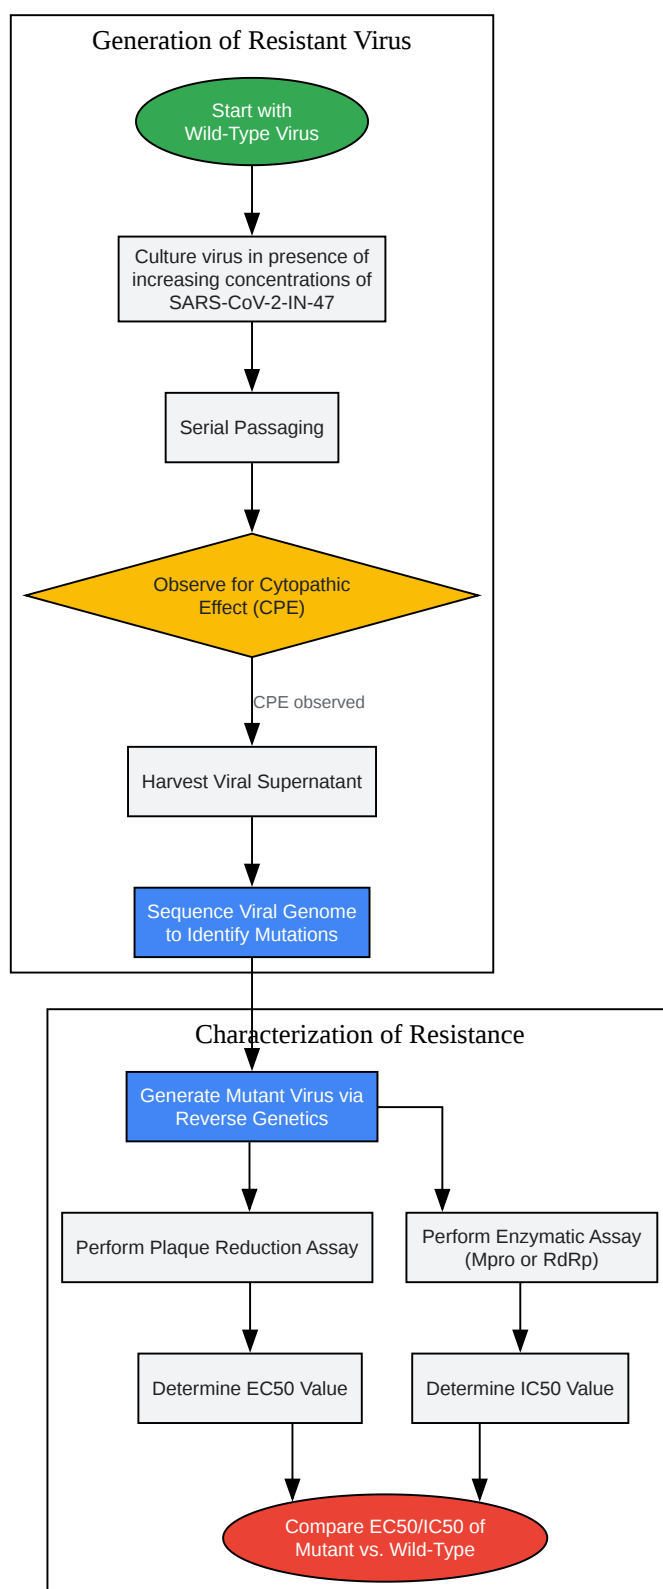 Generation of Resistant Virus
Start with
Wild-Type Virus
Culture virus in presence of
increasing concentrations of
SARS-CoV-2-IN-47
Serial Passaging
Observe for Cytopathic
Effect (CPE)
CPE observed
Harvest Viral Supernatant
Sequence Viral Genome
to Identify Mutations
Characterization of Resistance
Generate Mutant Virus via
Reverse Genetics
Perform Plaque Reduction Assay
Perform Enzymatic Assay
(Mpro or RdRp)
Determine EC50 Value
Determine IC50 Value
Compare EC50/IC50 of
Mutant vs. Wild-Type